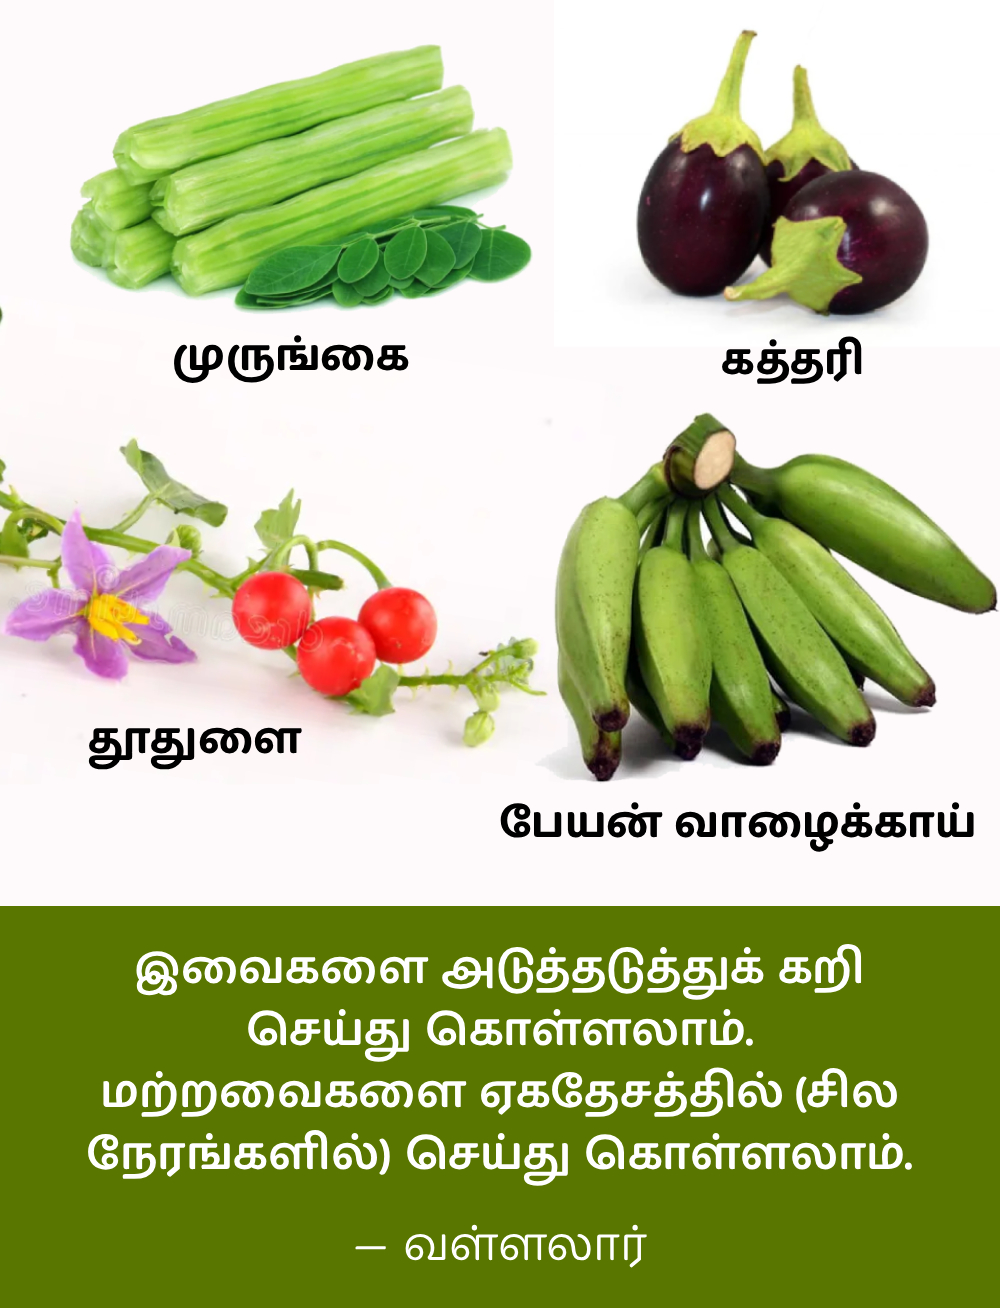 முருங்கை
கத்தரி
தூதுளை
பேயன் வாழைக்காய்
இவைகளை அடுத்தடுத்துக் கறி
செய்து கொள்ளலாம்.
மற்றவைகளை ஏகதேசத்தில் (சில
நேரங்களில்) செய்து கொள்ளலாம்.
– வள்ளலார்